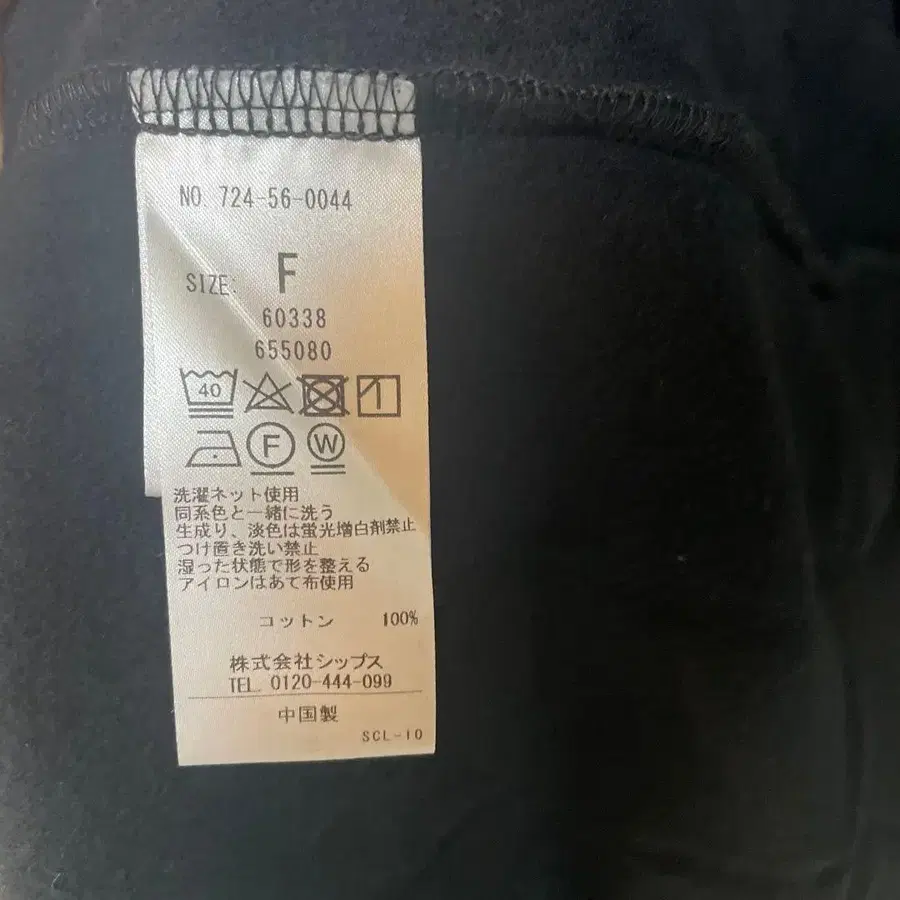 NO 724-56-0044
SIZE: F
60338
655080
40
F W
洗濯ネット使用
同系色と一緒に洗う
生成り、淡色は蛍光増白剤禁止
つけ置き洗い禁止
湿った状態で形を整える
アイロンはあて布使用
コットン 100%
株式会社シップス
TEL 0120-444-099
中国製
SCL-10